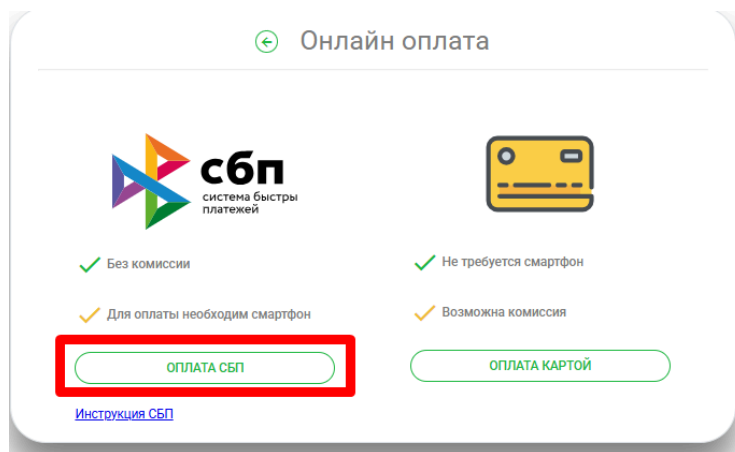 Онлайн оплата
сбп
система быстры
платежей
Без комиссии
Для оплаты необходим смартфон
ОПЛАТА СБП
Инструкция СБП
Не требуется смартфон
Возможна комиссия
ОПЛАТА КАРТОЙ